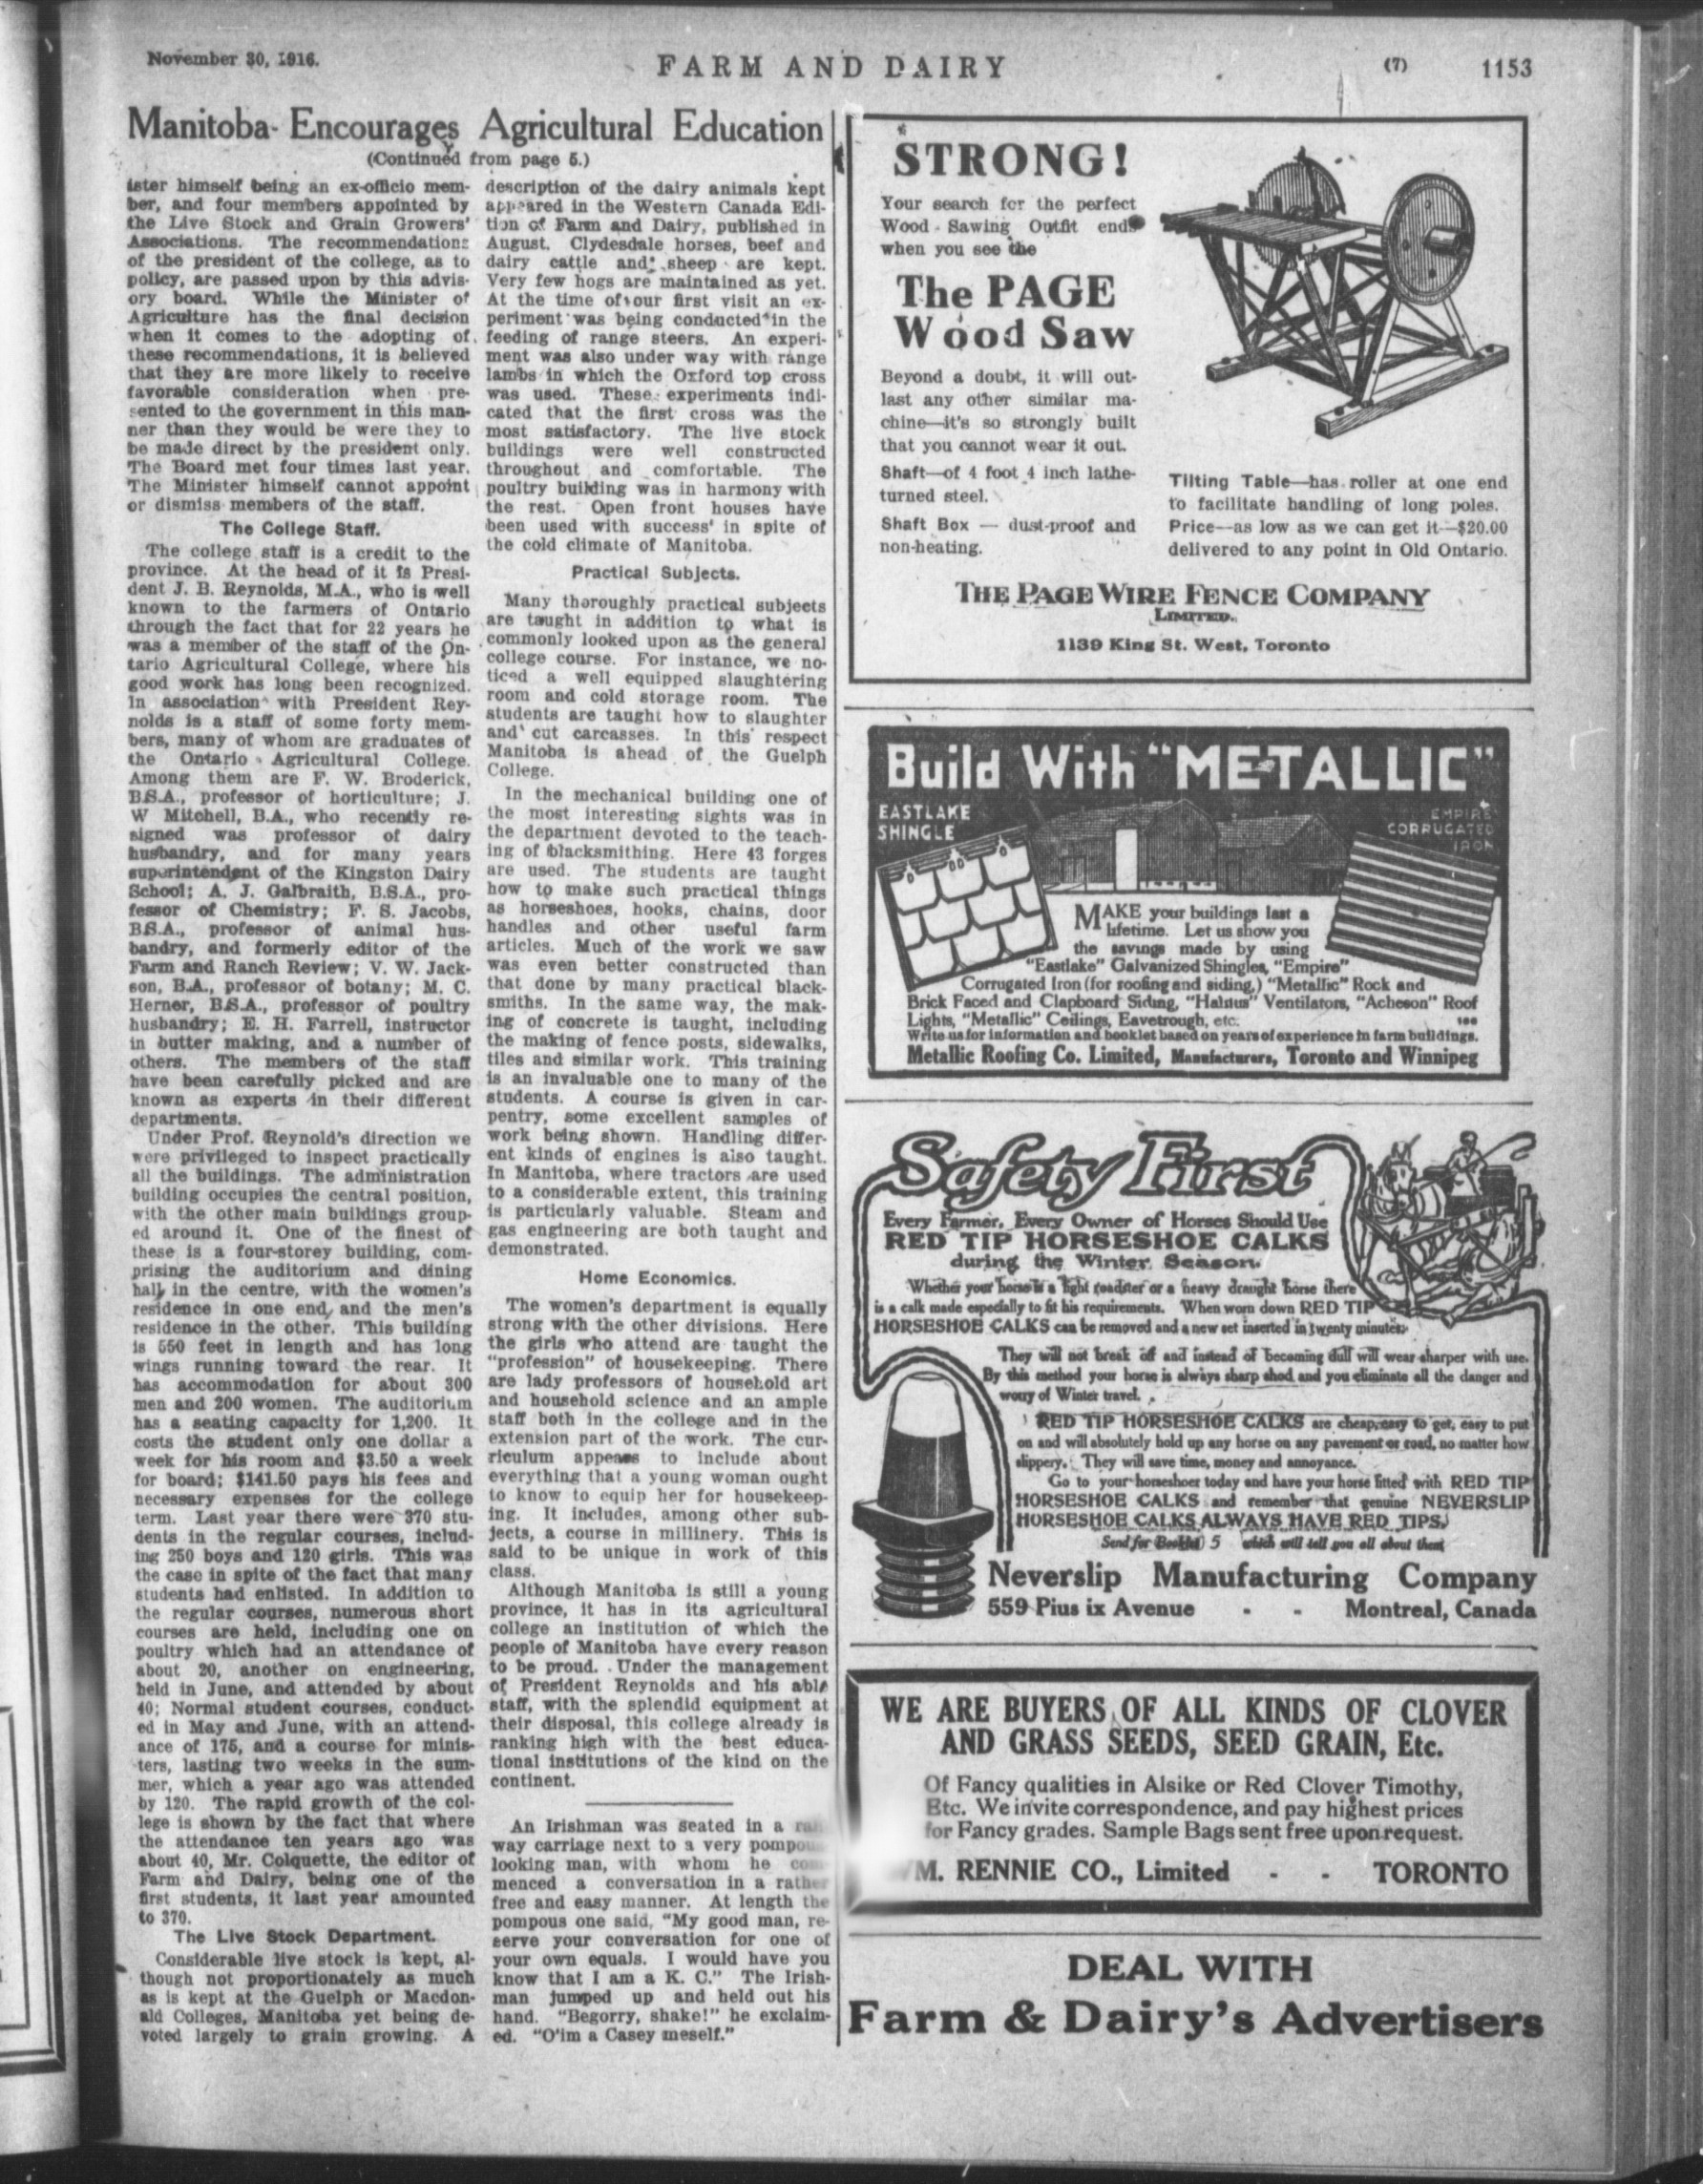 November 30, 1916.
FARM AND DAIRY
(7)
1153
Manitoba Encourages Agricultural Education
(Continued from page 5.)
ister himself being an ex-officio mem-
ber, and four members appointed by
the Live Stock and Grain Growers'
Associations. The recommendations
of the president of the college, as to
policy, are passed upon by this advis-
ory board. While the Minister of
Agriculture has the final decision
when it comes to the adopting of
these recommendations, it is believed
that they are more likely to receive
favorable consideration when pre-
sented to the government in this man-
ner than they would be were they to
be made direct by the president only.
The Board met four times last year.
The Minister himself cannot appoint
or dismiss members of the staff.
The College Staff.
The college staff is a credit to the
province. At the head of it is Presi-
dent J. B. Reynolds, M.A., who is well
known to the farmers of Ontario
through the fact that for 22 years he
was a member of the staff of the On-
tario Agricultural College, where his
good work has long been recognized.
In association with President Rey-
nolds is a staff of some forty mem-
bers, many of whom are graduates of
the Ontario Agricultural College.
Among them are F. W. Broderick,
B.S.A., professor of horticulture; J.
W Mitchell, B.A., who recently re-
signed was professor of dairy
husbandry, and for many years
superintendent of the Kingston Dairy
School; A. J. Galbraith, B.S.A., pro-
fessor of Chemistry; F. S. Jacobs,
B.S.A., professor of animal hus-
bandry, and formerly editor of the
Farm and Ranch Review; V. W. Jack-
son, B.A., professor of botany; M. C.
Herner, B.S.A., professor of poultry
husbandry; E. H. Farrell, instructor
in butter making, and a number of
others. The members of the staff
have been carefully picked and are
known as experts in their different
departments.
Under Prof. Reynold's direction we
were privileged to inspect practically
all the buildings. The administration
building occupies the central position,
with the other main buildings group-
ed around it. One of the finest of
these is a four-storey building, com-
prising the auditorium and dining
hall, in the centre, with the women's
residence in one end, and the men's
residence in the other. This building
is 550 feet in length and has long
wings running toward the rear. It
has accommodation for about 300
men and 200 women. The auditorium
has a seating capacity for 1,200. It
costs the student only one dollar a
week for his room and $3.50 a week
for board; $141.50 pays his fees and
necessary expenses for the college
term. Last year there were 370 stu-
dents in the regular courses, includ-
ing 250 boys and 120 girls. This was
the case in spite of the fact that many
students had enlisted. In addition to
the regular courses, numerous short
courses are held, including one on
poultry which had an attendance of
about 20, another on engineering,
held in June, and attended by about
40; Normal student courses, conduct-
ed in May and June, with an attend-
ance of 175, and a course for minis-
ters, lasting two weeks in the sum-
mer, which a year ago was attended
by 120. The rapid growth of the col-
lege is shown by the fact that where
the attendance ten years ago was
about 40, Mr. Colquette, the editor of
Farm and Dairy, being one of the
first students, it last year amounted
to 370.
The Live Stock Department.
Considerable live stock is kept, al-
though not proportionately as much
as is kept at the Guelph or Macdon-
ald Colleges, Manitoba yet being de-
voted largely to grain growing. A
description of the dairy animals kept
appeared in the Western Canada Edi-
tion of Farm and Dairy, published in
August. Clydesdale horses, beef and
dairy cattle and sheep are kept.
Very few hogs are maintained as yet.
At the time of our first visit an ex-
periment was being conducted in the
feeding of range steers. An experi-
ment was also under way with range
lambs in which the Oxford top cross
was used. These experiments indi-
cated that the first cross was the
most satisfactory. The live stock
buildings were well constructed
throughout and comfortable. The
poultry building was in harmony with
the rest. Open front houses have
been used with success in spite of
the cold climate of Manitoba.
Practical Subjects.
Many thoroughly practical subjects
are taught in addition to what is
commonly looked upon as the general
college course. For instance, we no-
ticed a well equipped slaughtering
room and cold storage room. The
students are taught how to slaughter
and cut carcasses. In this respect
Manitoba is ahead of the Guelph
College.
In the mechanical building one of
the most interesting sights was in
the department devoted to the teach-
ing of blacksmithing. Here 43 forges
are used. The students are taught
how to make such practical things
as horseshoes, hooks, chains, door
handles and other useful farm
articles. Much of the work we saw
was even better constructed than
that done by many practical black-
smiths. In the same way, the mak-
ing of concrete is taught, including
the making of fence posts, sidewalks,
tiles and similar work. This training
is an invaluable one to many of the
students. A course is given in car-
pentry, some excellent samples of
work being shown. Handling differ-
ent kinds of engines is also taught.
In Manitoba, where tractors are used
to a considerable extent, this training
is particularly valuable. Steam and
gas engineering are both taught and
demonstrated.
Home Economics.
The women's department is equally
strong with the other divisions. Here
the girls who attend are taught the
"profession" of housekeeping. There
are lady professors of household art
and household science and an ample
staff both in the college and in the
extension part of the work. The cur-
riculum appears to include about
everything that a young woman ought
to know to equip her for housekeep-
ing. It includes, among other sub-
jects, a course in millinery. This is
said to be unique in work of this
class.
Although Manitoba is still a young
province, it has in its agricultural
college an institution of which the
people of Manitoba have every reason
to be proud. Under the management
of President Reynolds and his able
staff, with the splendid equipment at
their disposal, this college already is
ranking high with the best educa-
tional institutions of the kind on the
continent.
An Irishman was seated in a rail
way carriage next to a very pompous
looking man, with whom he com
menced a conversation in a rather
free and easy manner. At length the
pompous one said, "My good man, re-
serve your conversation for one of
your own equals. I would have you
know that I am a K. C." The Irish-
man jumped up and held out his
hand. "Begorry, shake!" he exclaim-
ed. "O'im a Casey meself."
STRONG!
Your search for the perfect
Wood-Sawing Outfit ends
when you see the
The PAGE
Wood Saw
Beyond a doubt, it will out-
last any other similar ma-
chine—it's so strongly built
that you cannot wear it out.
Shaft—of 4 foot 4 inch lathe-
turned steel.
Shaft Box — dust-proof and
non-heating.
Tilting Table—has roller at one end
to facilitate handling of long poles.
Price—as low as we can get it—$20.00
delivered to any point in Old Ontario.
THE PAGE WIRE FENCE COMPANY
LIMITED.
1139 King St. West, Toronto
Build With "METALLIC"
EASTLAKE
SHINGLE
EMPIRE
CORRUGATED
IRON
MAKE your buildings last a
lifetime. Let us show you
the savings made by using
"Eastlake" Galvanized Shingles, "Empire"
Corrugated Iron (for roofing and siding,) "Metallic" Rock and
Brick Faced and Clapboard Siding, "Halitus" Ventilators, "Acheson" Roof
Lights, "Metallic" Ceilings, Eavetrough, etc.
Write us for information and booklet based on years of experience in farm buildings.
Metallic Roofing Co. Limited, Manufacturers, Toronto and Winnipeg
Safety First
Every Farmer, Every Owner of Horses Should Use
RED TIP HORSESHOE CALKS
during the Winter Season.
Whether your horse is a light roadster or a heavy draught horse there
is a calk made especially to fit his requirements. When worn down RED TIP
HORSESHOE CALKS can be removed and a new set inserted in twenty minutes.
They will not break off and instead of becoming dull will wear sharper with use.
By this method your horse is always sharp shod and you eliminate all the danger and
worry of Winter travel.
RED TIP HORSESHOE CALKS are cheap, easy to get, easy to put
on and will absolutely hold up any horse on any pavement or road, no matter how
slippery. They will save time, money and annoyance.
Go to your horseshoer today and have your horse fitted with RED TIP
HORSESHOE CALKS and remember that genuine NEVERSLIP
HORSESHOE CALKS ALWAYS HAVE RED TIPS.
Send for Booklet 5 which will tell you all about them
Neverslip Manufacturing Company
559 Pius ix Avenue - - Montreal, Canada
WE ARE BUYERS OF ALL KINDS OF CLOVER
AND GRASS SEEDS, SEED GRAIN, Etc.
Of Fancy qualities in Alsike or Red Clover Timothy,
Etc. We invite correspondence, and pay highest prices
for Fancy grades. Sample Bags sent free upon request.
WM. RENNIE CO., Limited - - TORONTO
DEAL WITH
Farm & Dairy's Advertisers